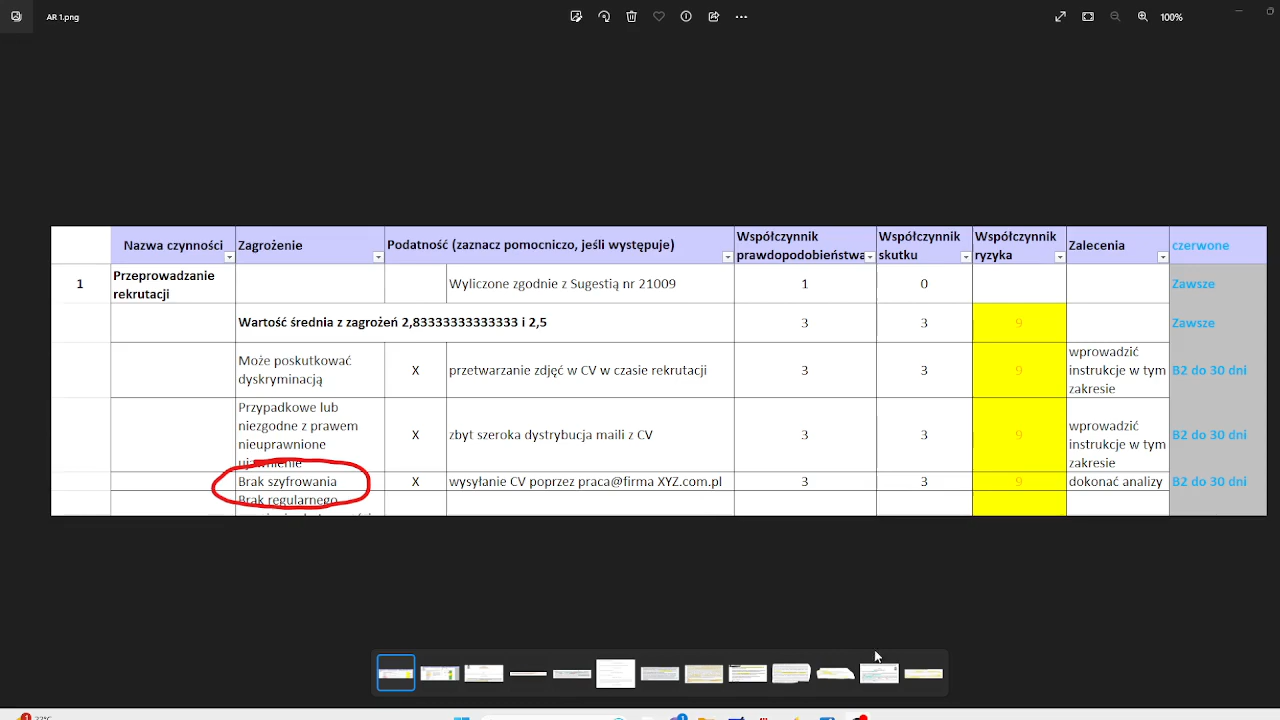 AR 1.png
100%
Nazwa czynności
Zagrożenie
Podatność (zaznacz pomocniczo, jeśli występuje)
Współczynnik
prawdopodobieństwa
Współczynnik
skutku
Współczynnik
ryzyka
Zalecenia
czerwone
1
Przeprowadzanie
rekrutacji
Wyliczone zgodnie z Sugestią nr 21009
1
0
Zawsze
Wartość średnia z zagrożeń 2,83333333333333 i 2,5
3
3
9
Zawsze
Może poskutkować
dyskryminacją
X
przetwarzanie zdjęć w CV w czasie rekrutacji
3
3
9
wprowadzić
instrukcje w tym
zakresie
B2 do 30 dni
Przypadkowe lub
niezgodne z prawem
nieuprawnione
ujawnienie
X
zbyt szeroka dystrybucja maili z CV
3
3
9
wprowadzić
instrukcje w tym
zakresie
B2 do 30 dni
Brak szyfrowania
X
wysyłanie CV poprzez praca@firma XYZ.com.pl
3
3
9
dokonać analizy
B2 do 30 dni
Brak regularnego